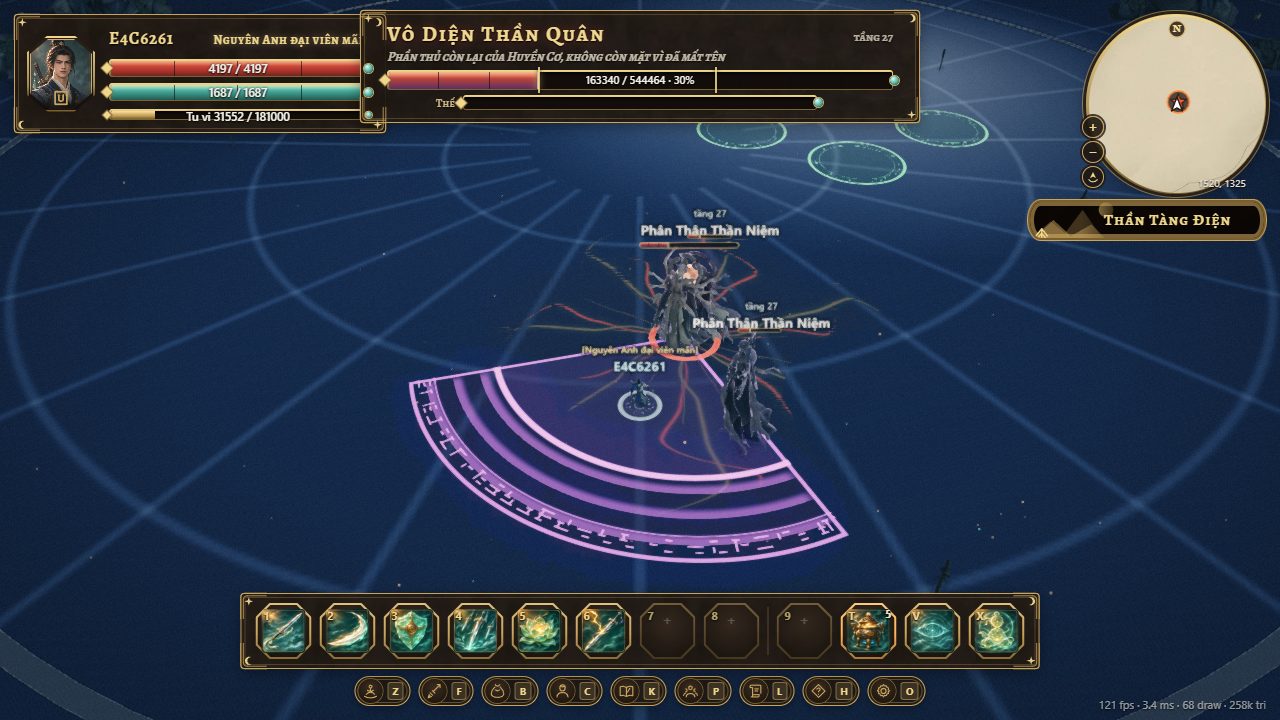 E4C6261
Nguyên Anh đại viên mã
4197 / 4197
1687 / 1687
Tu vi 31552 / 181000
U
Vô Diện Thần Quân
tầng 27
Phần thủ còn lại của Huyền Cơ, không còn mặt vì đã mất tên
163340 / 544464 · 30%
Thế
N
+
−
1520, 1325
Thần Tàng Điện
tầng 27
Phân Thân Thần Niệm
tầng 27
Phân Thân Thần Niệm
[Nguyên Anh đại viên mãn]
E4C6261
1 2 3 4 5 6 7 8 9 T 5 V X
Z F B C K P L H O
121 fps · 3.4 ms · 68 draw · 258k tri